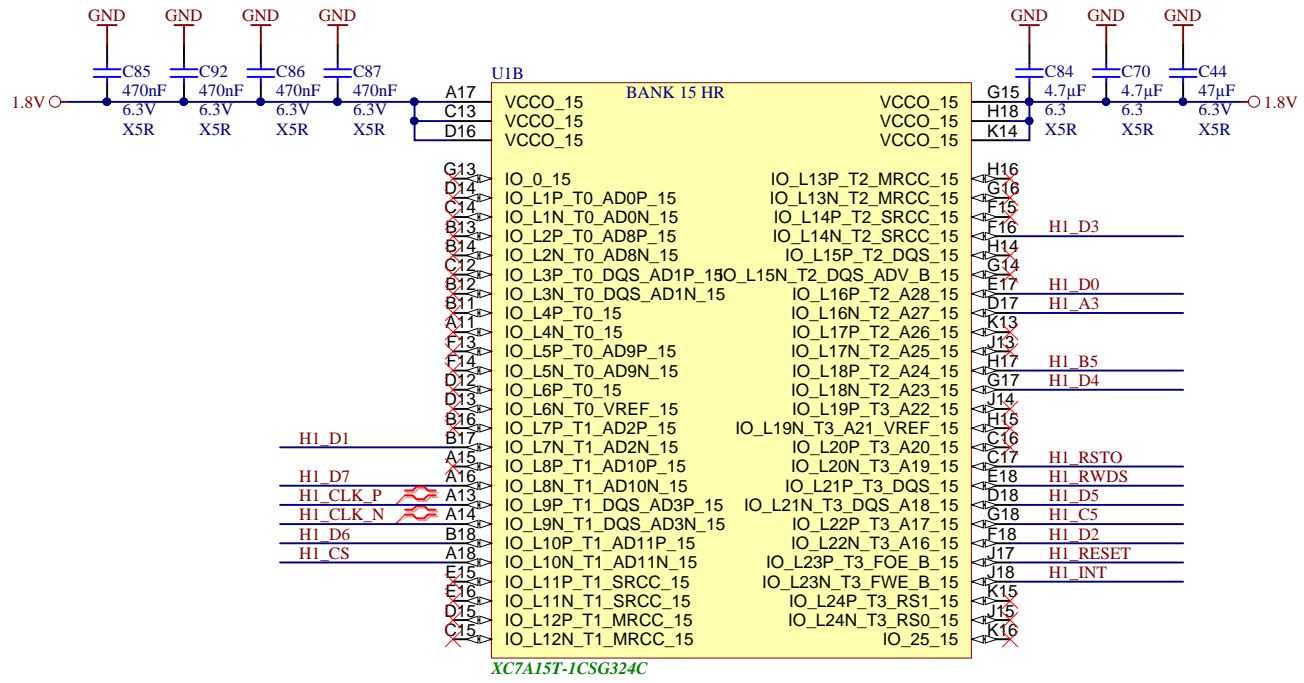 GND GND GND GND GND GND GND
C85 C92 C86 C87 U1B C84 C70 C44
470nF 470nF 470nF 470nF BANK 15 HR 4.7µF 4.7µF 47µF
1.8V A17 VCCO_15 VCCO_15 G15 1.8V
6.3V 6.3V 6.3V 6.3V C13 VCCO_15 VCCO_15 H18 6.3 6.3 6.3V
X5R X5R X5R X5R D16 VCCO_15 VCCO_15 K14 X5R X5R X5R
G13 IO_0_15 IO_L13P_T2_MRCC_15 H16
D14 IO_L1P_T0_AD0P_15 IO_L13N_T2_MRCC_15 G16
C14 IO_L1N_T0_AD0N_15 IO_L14P_T2_SRCC_15 F15
B13 IO_L2P_T0_AD8P_15 IO_L14N_T2_SRCC_15 F16 H1_D3
B14 IO_L2N_T0_AD8N_15 IO_L15P_T2_DQS_15 H14
C12 IO_L3P_T0_DQS_AD1P_15 IO_L15N_T2_DQS_ADV_B_15 G14
B12 IO_L3N_T0_DQS_AD1N_15 IO_L16P_T2_A28_15 E17 H1_D0
B11 IO_L4P_T0_15 IO_L16N_T2_A27_15 D17 H1_A3
A11 IO_L4N_T0_15 IO_L17P_T2_A26_15 K13
F13 IO_L5P_T0_AD9P_15 IO_L17N_T2_A25_15 J13
F14 IO_L5N_T0_AD9N_15 IO_L18P_T2_A24_15 H17 H1_B5
D12 IO_L6P_T0_15 IO_L18N_T2_A23_15 G17 H1_D4
D13 IO_L6N_T0_VREF_15 IO_L19P_T3_A22_15 J14
B16 IO_L7P_T1_AD2P_15 IO_L19N_T3_A21_VREF_15 H15
H1_D1 B17 IO_L7N_T1_AD2N_15 IO_L20P_T3_A20_15 C16
A15 IO_L8P_T1_AD10P_15 IO_L20N_T3_A19_15 C17 H1_RSTO
H1_D7 A16 IO_L8N_T1_AD10N_15 IO_L21P_T3_DQS_15 E18 H1_RWDS
H1_CLK_P A13 IO_L9P_T1_DQS_AD3P_15 IO_L21N_T3_DQS_A18_15 D18 H1_D5
H1_CLK_N A14 IO_L9N_T1_DQS_AD3N_15 IO_L22P_T3_A17_15 G18 H1_C5
H1_D6 B18 IO_L10P_T1_AD11P_15 IO_L22N_T3_A16_15 F18 H1_D2
H1_CS A18 IO_L10N_T1_AD11N_15 IO_L23P_T3_FOE_B_15 J17 H1_RESET
E15 IO_L11P_T1_SRCC_15 IO_L23N_T3_FWE_B_15 J18 H1_INT
E16 IO_L11N_T1_SRCC_15 IO_L24P_T3_RS1_15 K15
D15 IO_L12P_T1_MRCC_15 IO_L24N_T3_RS0_15 J15
C15 IO_L12N_T1_MRCC_15 IO_25_15 K16
XC7A15T-1CSG324C